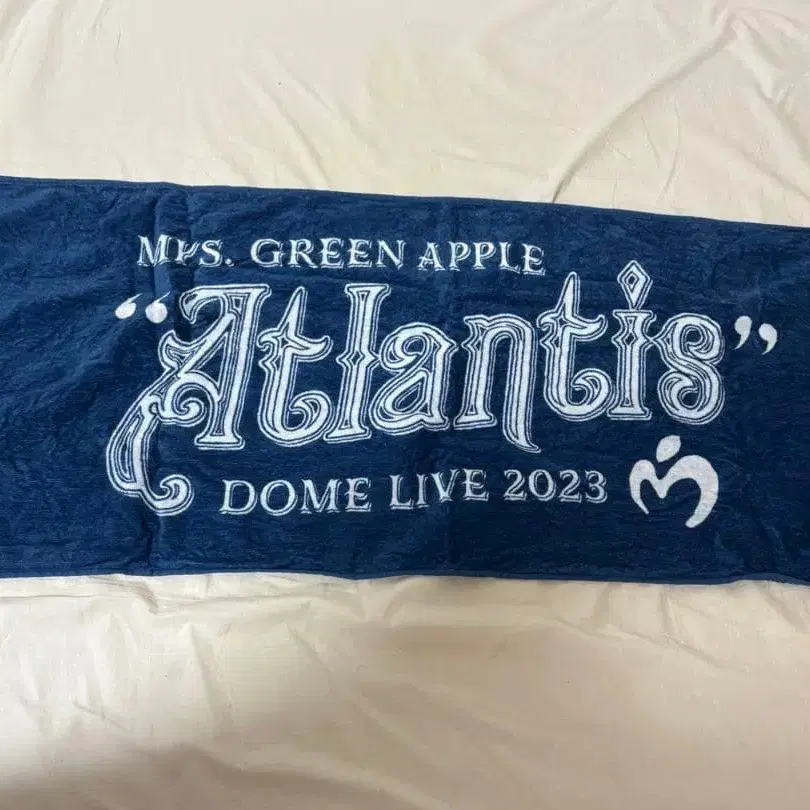 MRS. GREEN APPLE
“Atlantis”
DOME LIVE 2023